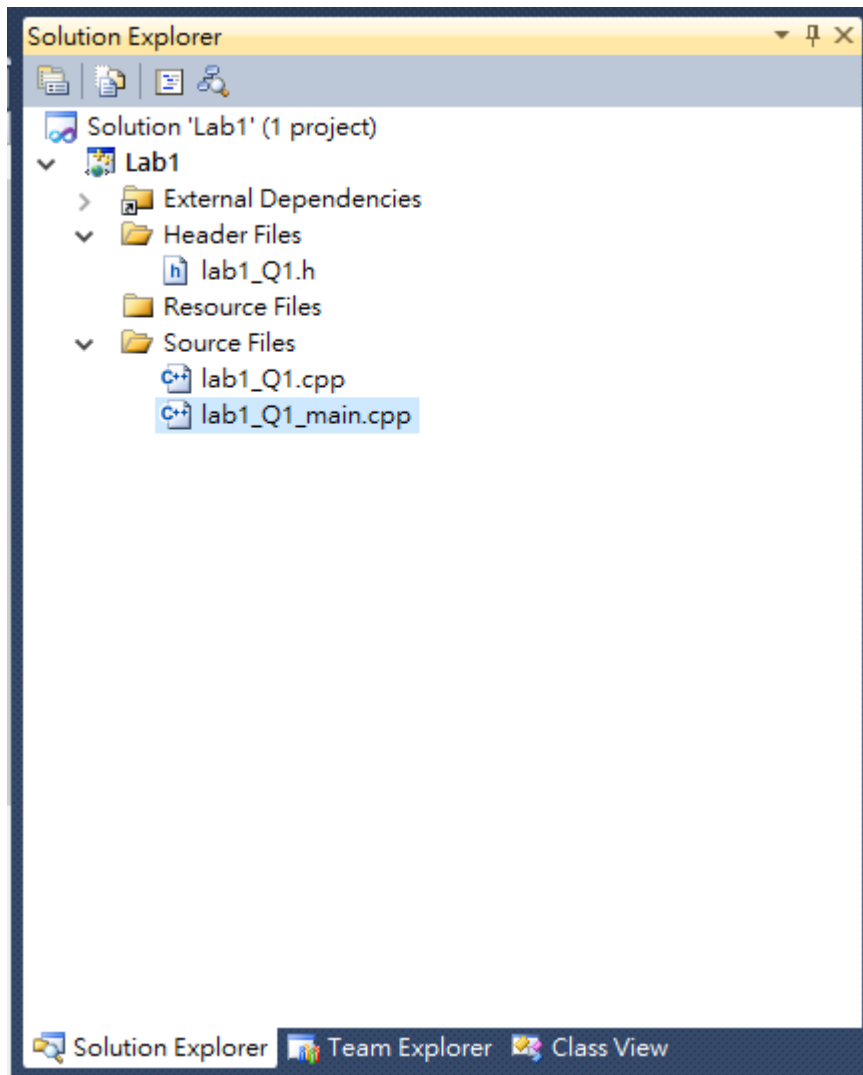 Solution Explorer
Solution 'Lab1' (1 project)
Lab1
External Dependencies
Header Files
h lab1_Q1.h
Resource Files
Source Files
C++ lab1_Q1.cpp
C++ lab1_Q1_main.cpp
Solution Explorer Team Explorer Class View